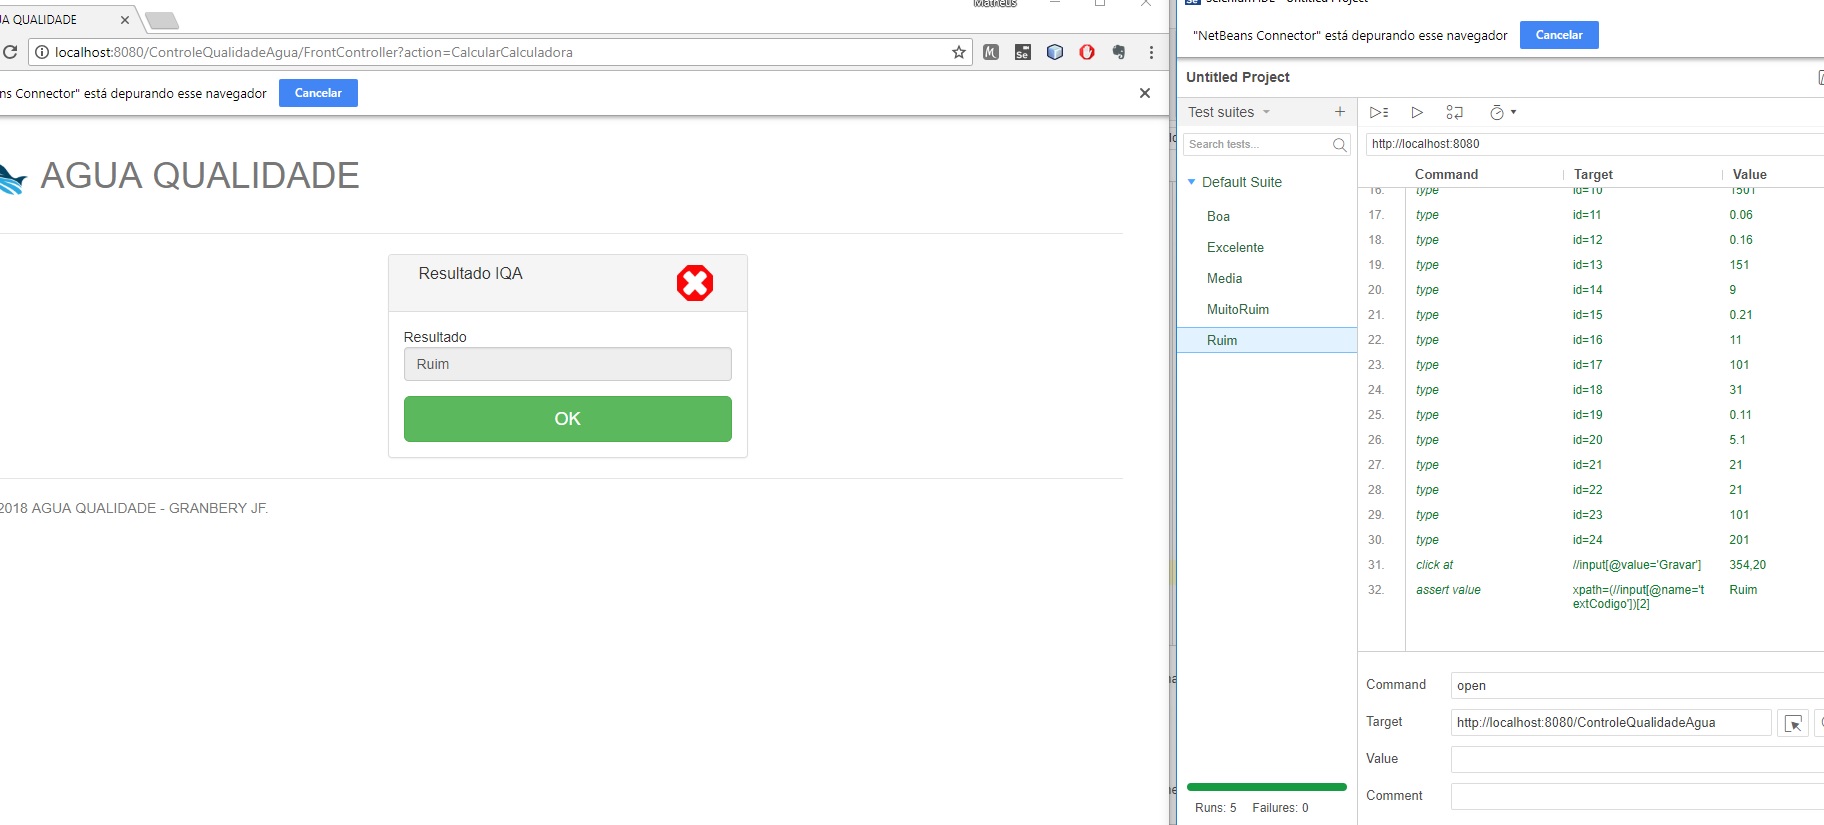 A QUALIDADE
Matheus
localhost:8080/ControleQualidadeAgua/FrontController?action=CalcularCalculadora
ns Connector" está depurando esse navegador
Cancelar
AGUA QUALIDADE
Resultado IQA
Resultado
Ruim
OK
2018 AGUA QUALIDADE - GRANBERY JF.
Se Selenium IDE - Untitled Project
"NetBeans Connector" está depurando esse navegador
Cancelar
Untitled Project
Test suites
Search tests...
http://localhost:8080
Default Suite
Boa
Excelente
Media
MuitoRuim
Ruim
Command Target Value
16. type id=10 1501
17. type id=11 0.06
18. type id=12 0.16
19. type id=13 151
20. type id=14 9
21. type id=15 0.21
22. type id=16 11
23. type id=17 101
24. type id=18 31
25. type id=19 0.11
26. type id=20 5.1
27. type id=21 21
28. type id=22 21
29. type id=23 101
30. type id=24 201
31. click at //input[@value='Gravar'] 354,20
32. assert value xpath=(//input[@name='t Ruim
extCodigo'])[2]
Command open
Target http://localhost:8080/ControleQualidadeAgua
Value
Comment
Runs: 5 Failures: 0